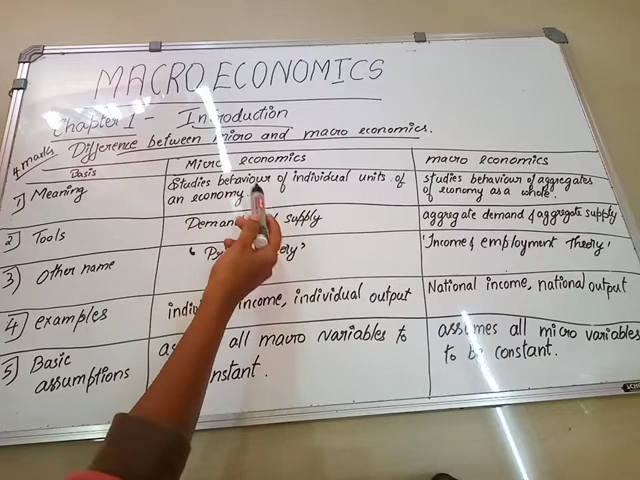 MACRO ECONOMICS
Chapter 1 - Introduction
4 marks Difference between micro and macro economics.
Basis Micro economics macro economics
1) Meaning Studies behaviour of individual units of an economy. studies behaviour of aggregates of economy as a whole.
2) Tools supply aggregate demand & aggregate supply
3) Other name 'Income & employment Theory'
4) examples income, individual output National income, national output
5) Basic assumptions all macro variables to assumes all micro variables to be constant.